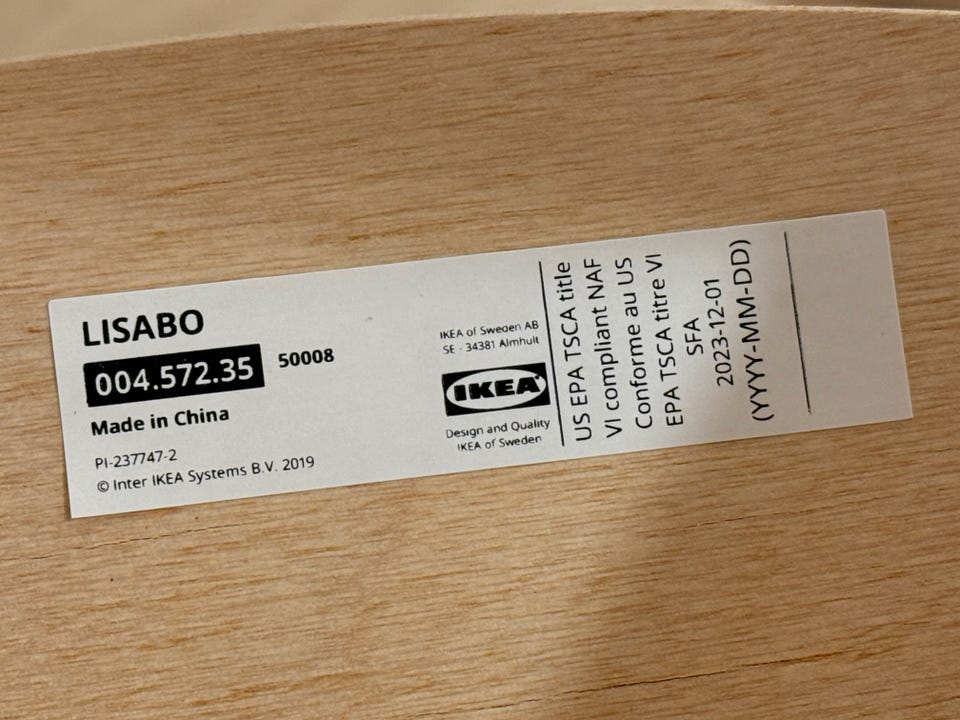 LISABO
004.572.35 50008
Made in China
PI-237747-2
© Inter IKEA Systems B.V. 2019
IKEA of Sweden AB
SE - 34381 Älmhult
IKEA
Design and Quality
IKEA of Sweden
US EPA TSCA title
VI compliant NAF
Conforme au US
EPA TSCA titre VI
SFA
2023-12-01
(YYYY-MM-DD)